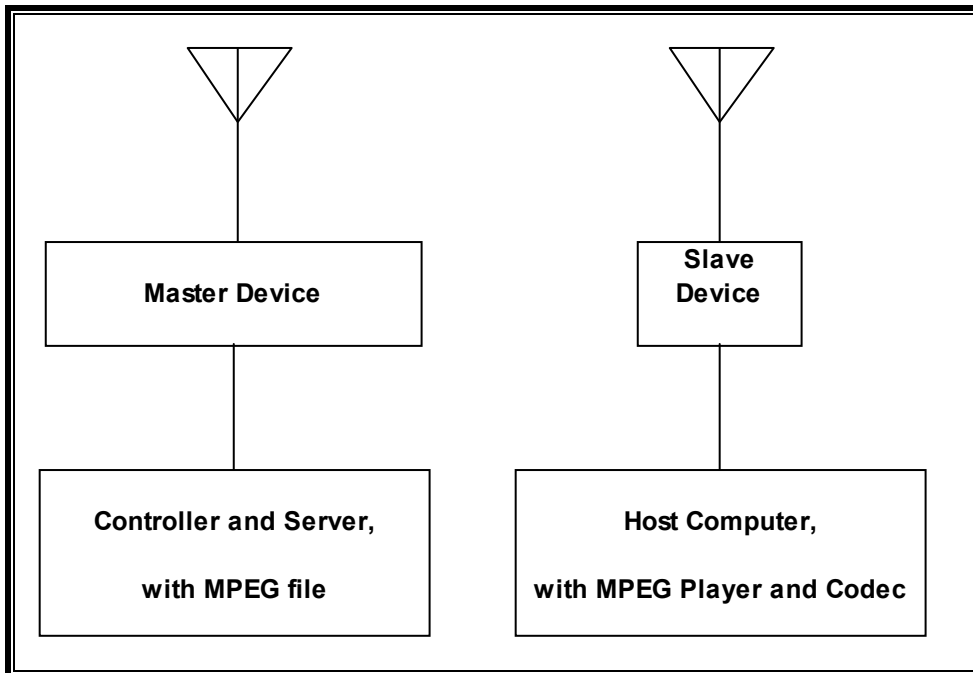 Master Device
Slave
Device
Controller and Server,
with MPEG file
Host Computer,
with MPEG Player and Codec